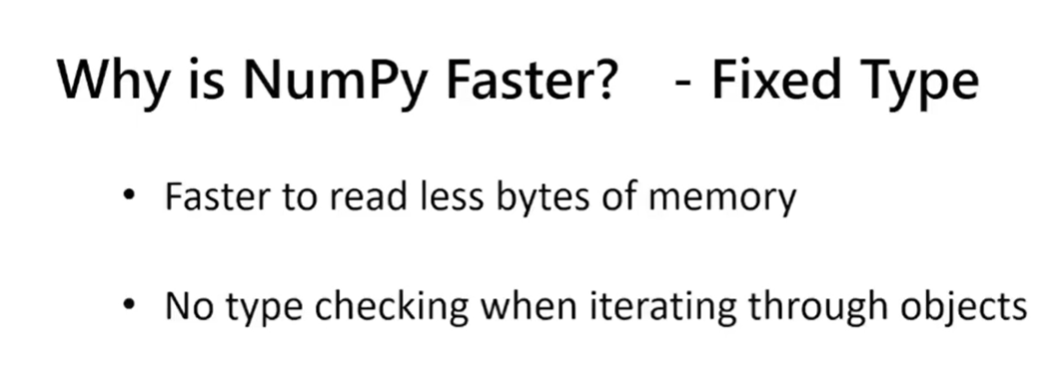 Why is NumPy Faster? - Fixed Type
• Faster to read less bytes of memory
• No type checking when iterating through objects